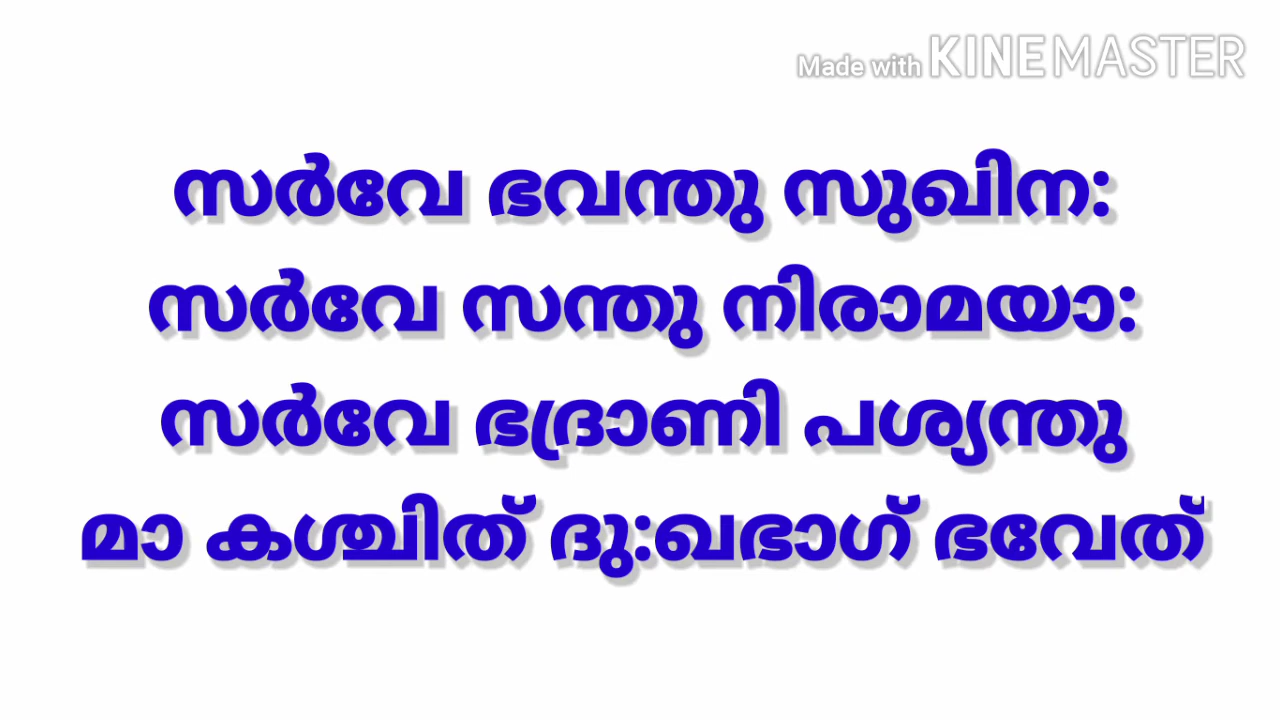 Made with KINEMASTER
സർവേ ഭവന്തു സുഖിന:
സർവേ സന്തു നിരാമയാ:
സർവേ ഭദ്രാണി പശ്യന്തു
മാ കശ്ചിത് ദു:ഖഭാഗ് ഭവേത്